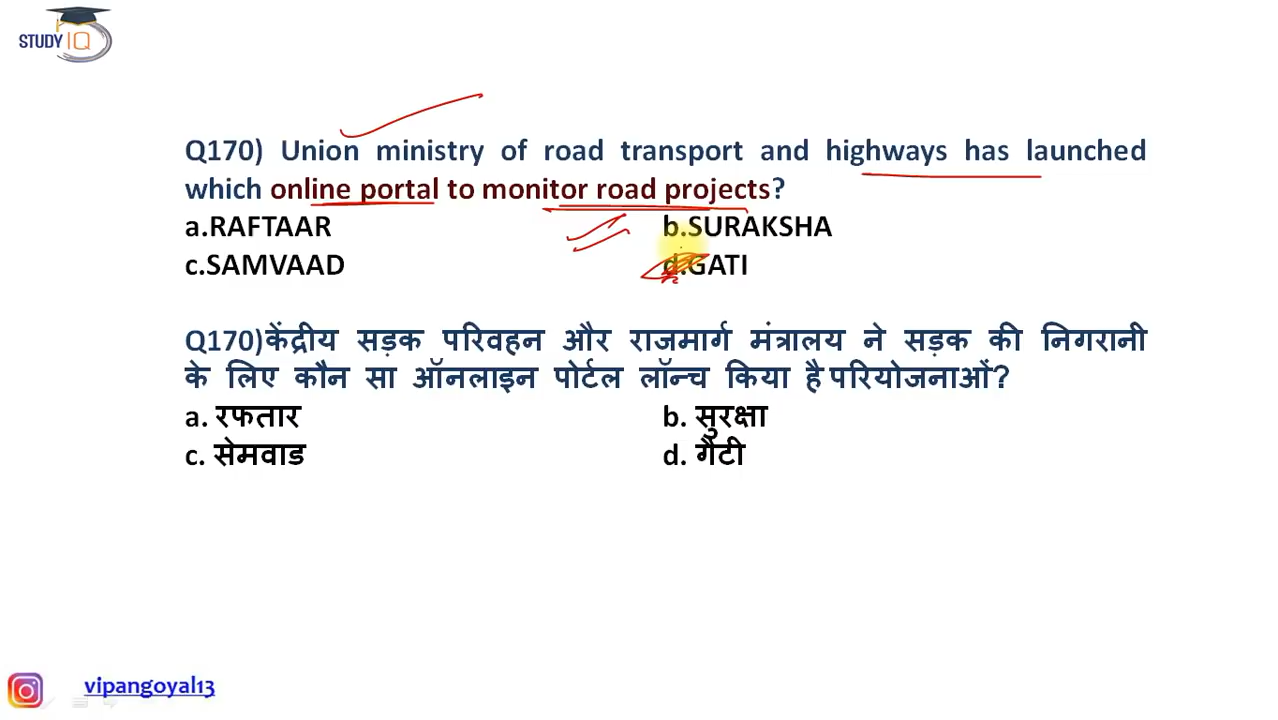 STUDY IQ
Q170) Union ministry of road transport and highways has launched
which online portal to monitor road projects?
a.RAFTAAR b.SURAKSHA
c.SAMVAAD d.GATI
Q170)केंद्रीय सड़क परिवहन और राजमार्ग मंत्रालय ने सड़क की निगरानी
के लिए कौन सा ऑनलाइन पोर्टल लॉन्च किया है परियोजनाओं?
a. रफतार b. सुरक्षा
c. सेमवाड d. गैटी
vipangoyal13